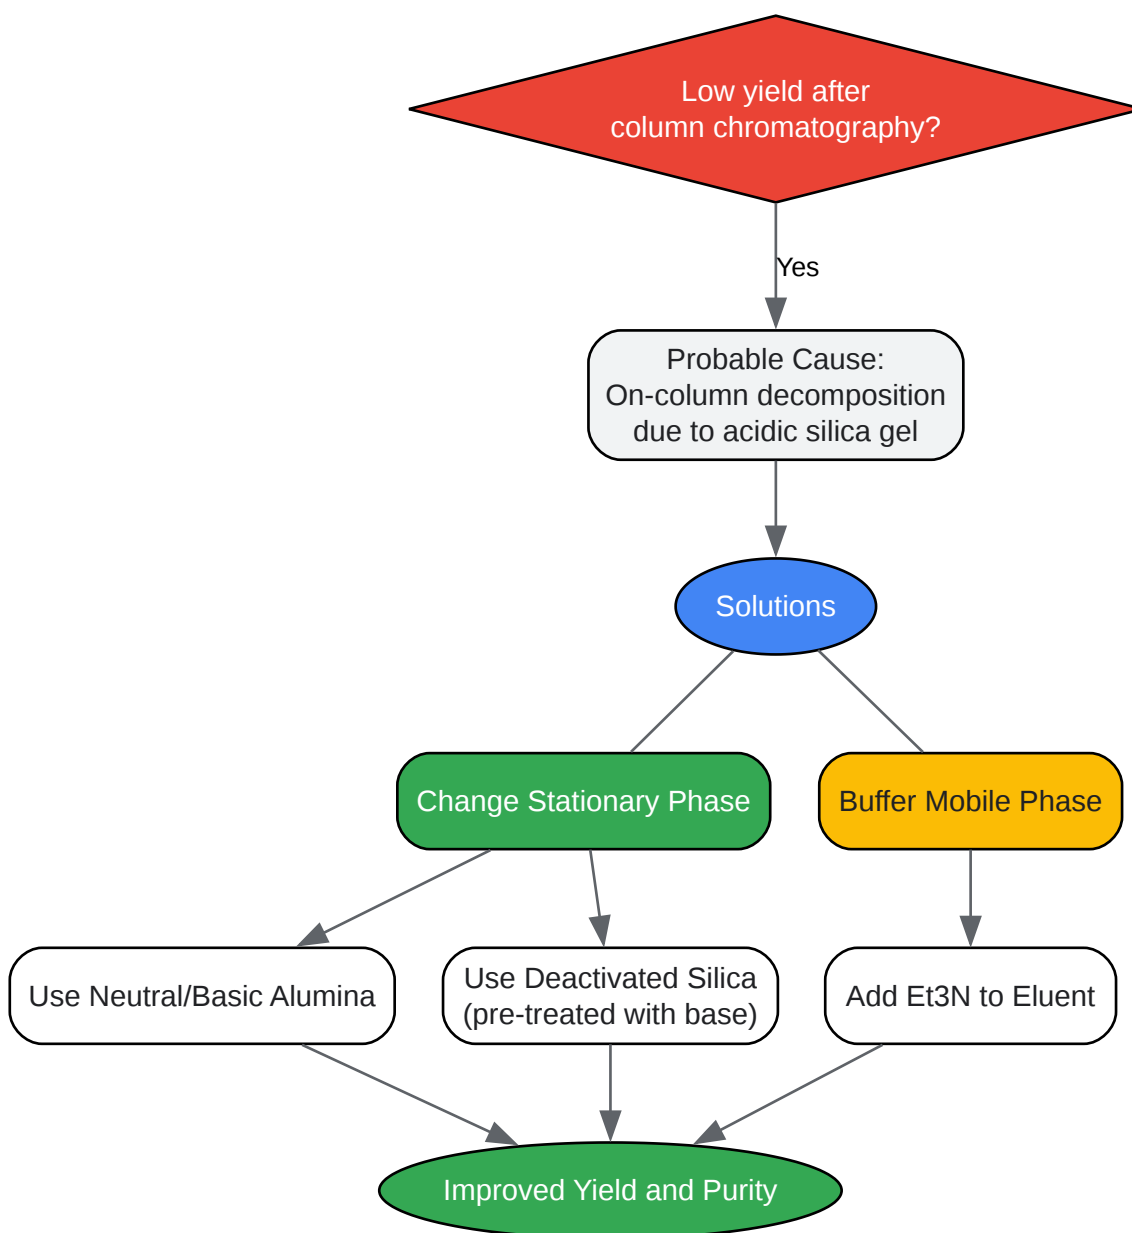 Low yield after
column chromatography?
Yes
Probable Cause:
On-column decomposition
due to acidic silica gel
Solutions
Change Stationary Phase
Buffer Mobile Phase
Use Neutral/Basic Alumina
Use Deactivated Silica
(pre-treated with base)
Add Et3N to Eluent
Improved Yield and Purity